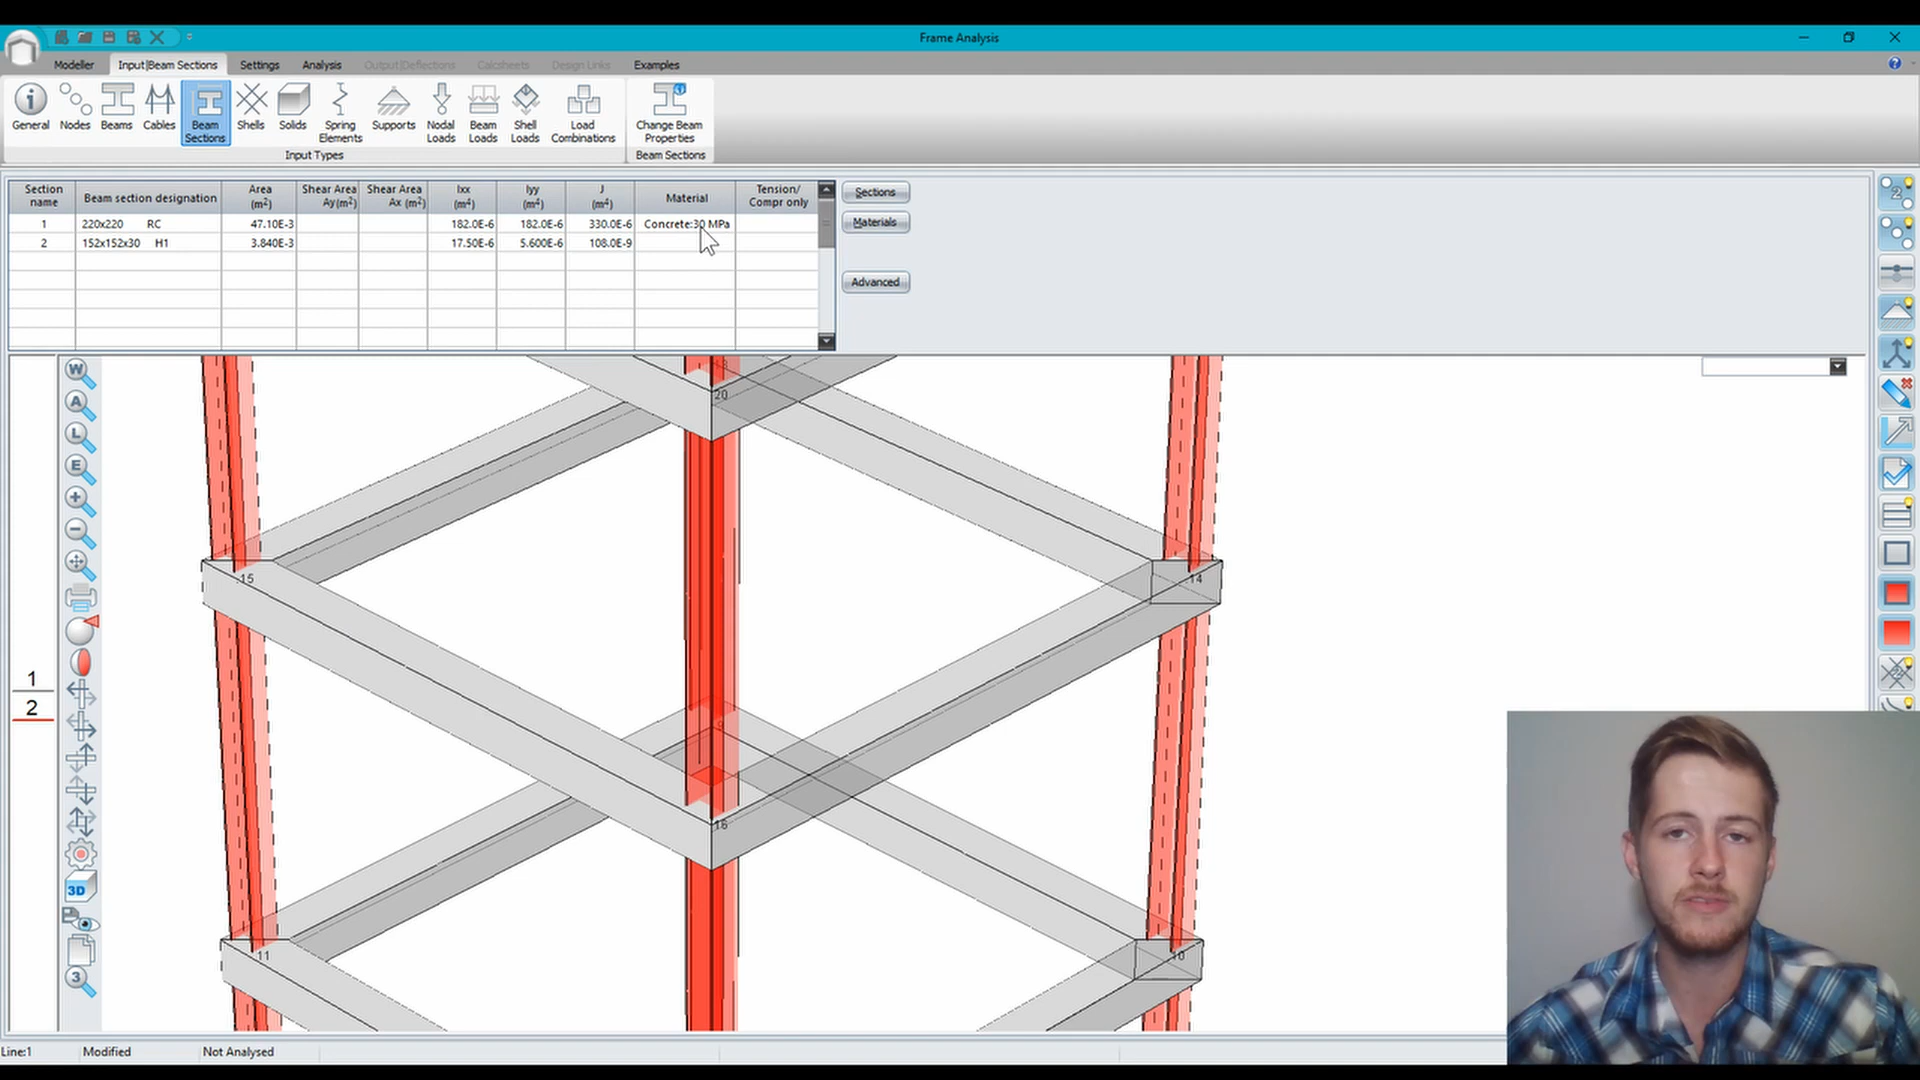 Frame Analysis
Modeller Input|Beam Sections Settings Analysis Output|Deflections Calcsheets Design Links Examples
General Nodes Beams Cables Beam Sections Shells Solids Spring Elements Supports Nodal Loads Beam Loads Shell Loads Load Combinations Change Beam Properties
Input Types Beam Sections
Section name Beam section designation Area (m²) Shear Area Ay(m²) Shear Area Ax (m²) Ixx (m⁴) Iyy (m⁴) J (m⁴) Material Tension/ Compr only
1 220x220 RC 47.10E-3 182.0E-6 182.0E-6 330.0E-6 Concrete:30 MPa
2 152x152x30 H1 3.840E-3 17.50E-6 5.600E-6 108.0E-9
Sections
Materials
Advanced
W
A
L
E
3D
3
1
2
2
20
15
14
16
11
10
Line:1 Modified Not Analysed